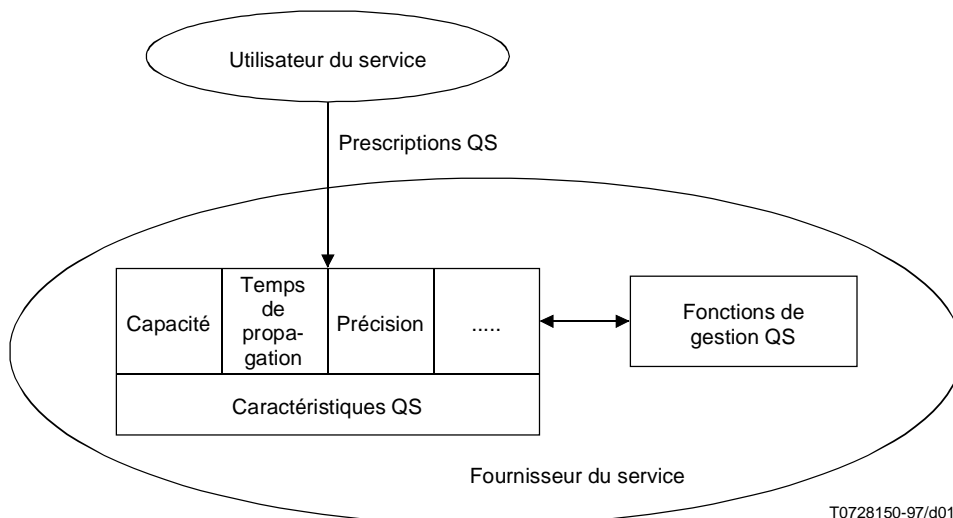 Utilisateur du service
Prescriptions QS
Capacité
Temps
de
propa-
gation
Précision
.....
Fonctions de
gestion QS
Caractéristiques QS
Fournisseur du service
T0728150-97/d01